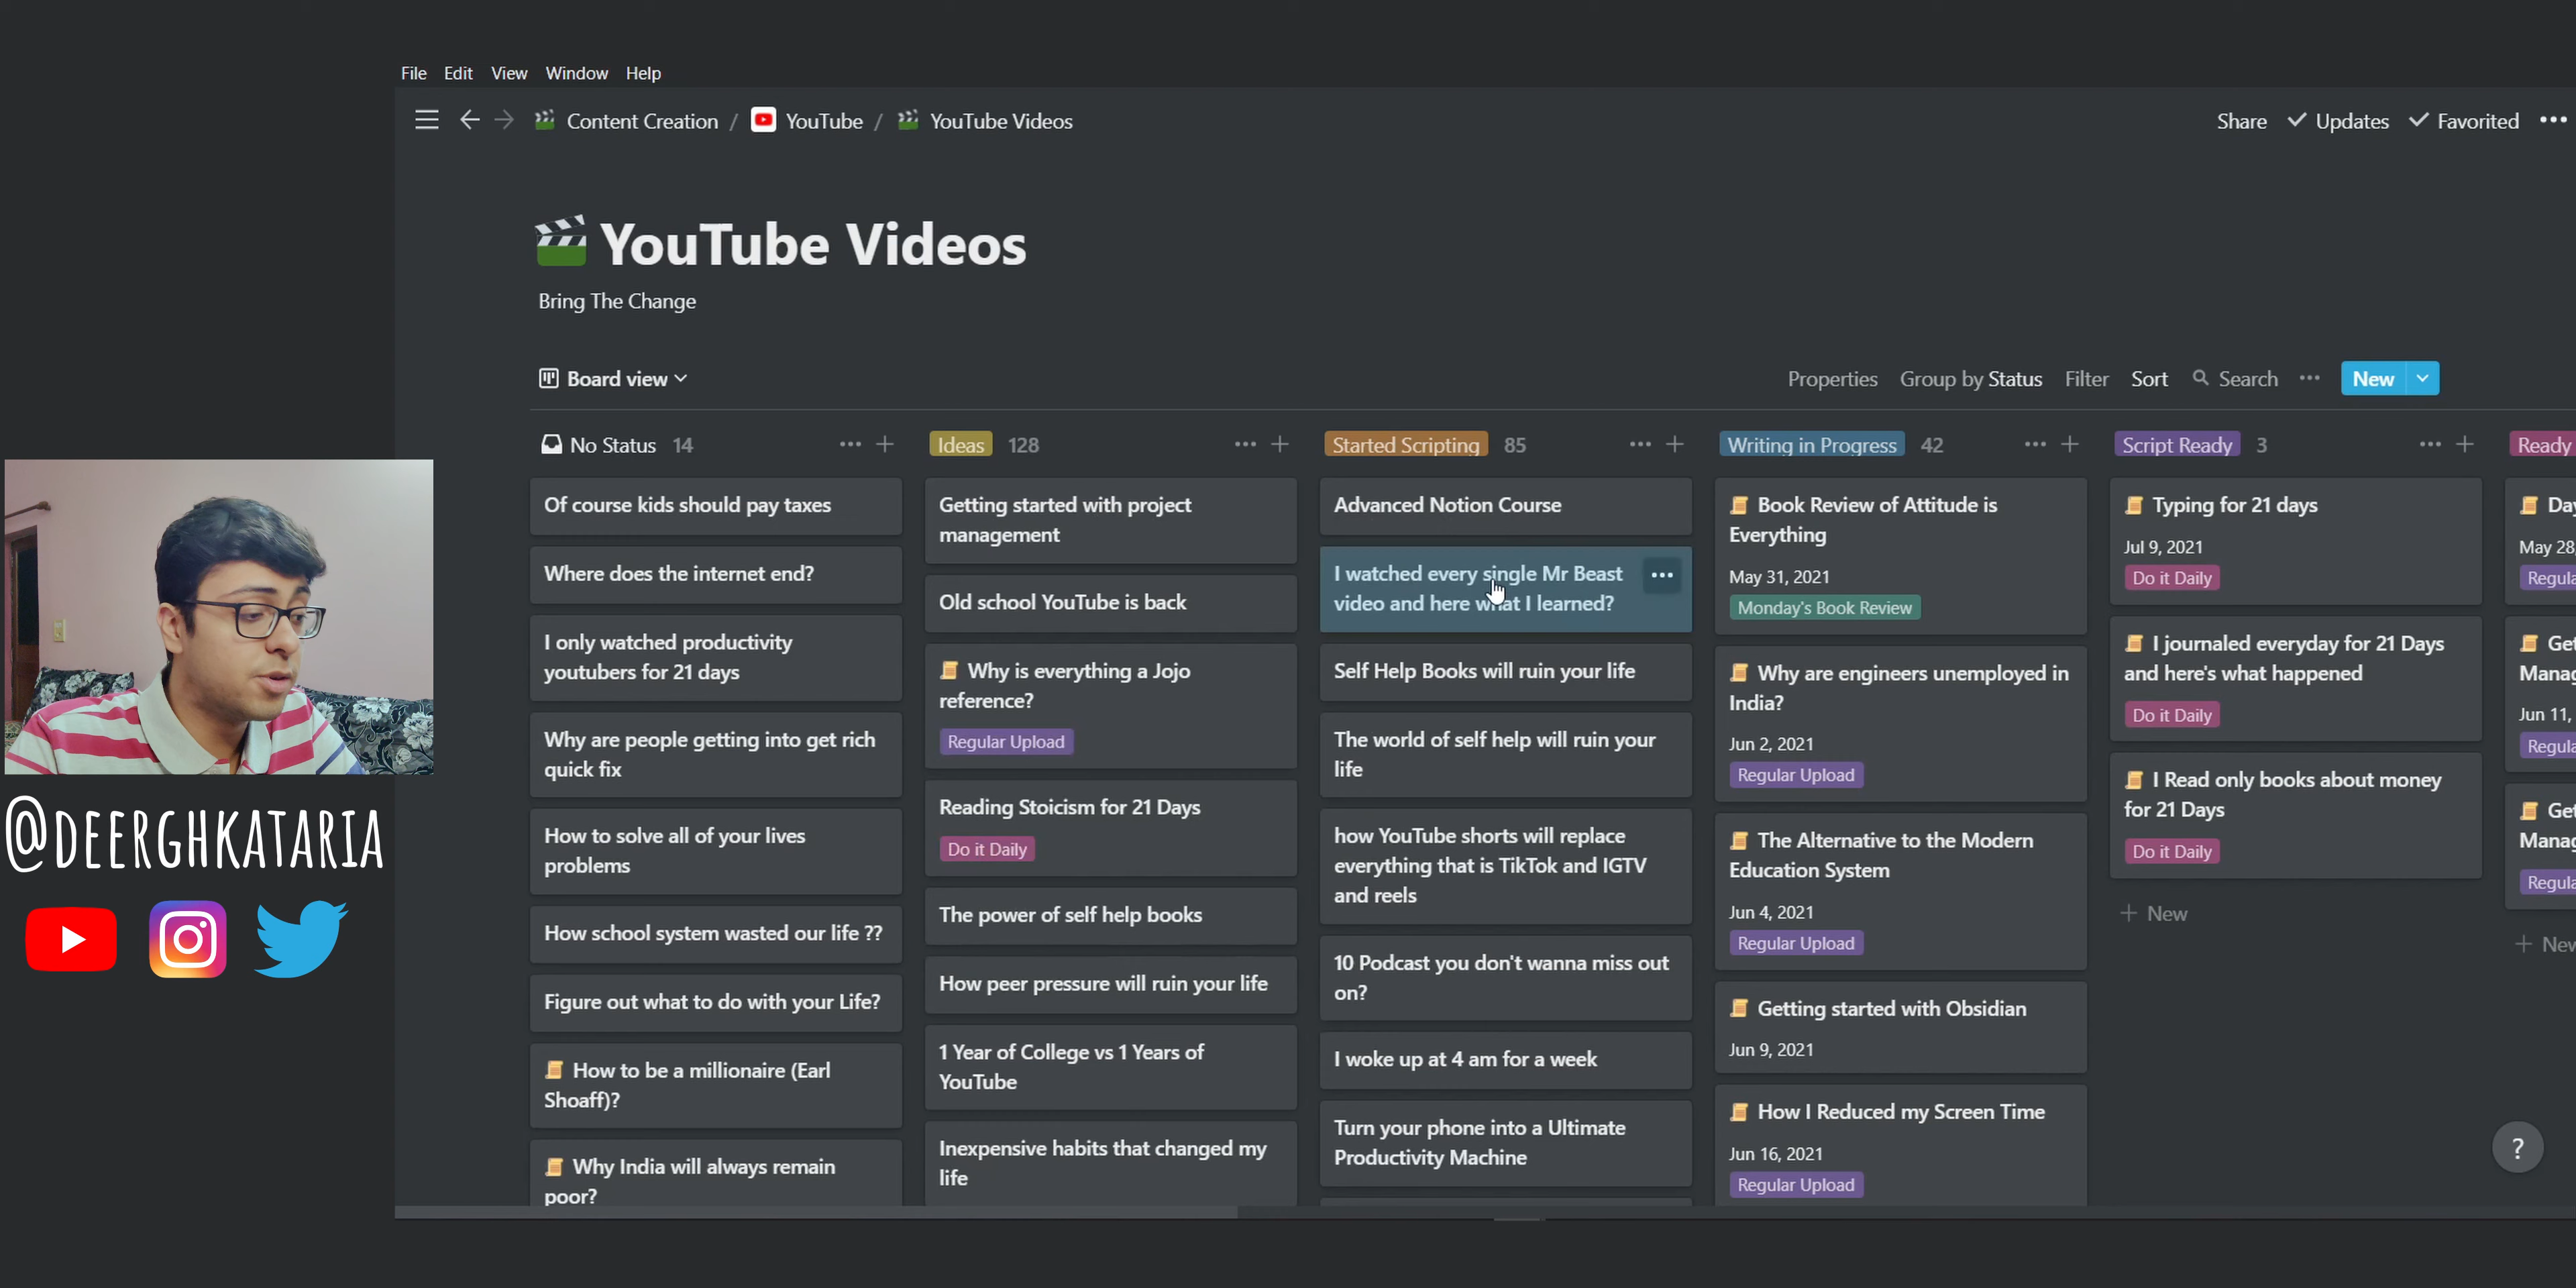 File Edit View Window Help
Content Creation / YouTube / YouTube Videos
Share Updates Favorited
YouTube Videos
Bring The Change
Board view
Properties Group by Status Filter Sort Search New
No Status 14
Of course kids should pay taxes
Where does the internet end?
I only watched productivity
youtubers for 21 days
Why are people getting into get rich
quick fix
How to solve all of your lives
problems
How school system wasted our life ??
Figure out what to do with your Life?
How to be a millionaire (Earl
Shoaff)?
Why India will always remain
poor?
Ideas 128
Getting started with project
management
Old school YouTube is back
Why is everything a Jojo
reference?
Regular Upload
Reading Stoicism for 21 Days
Do it Daily
The power of self help books
How peer pressure will ruin your life
1 Year of College vs 1 Years of
YouTube
Inexpensive habits that changed my
life
Started Scripting 85
Advanced Notion Course
I watched every single Mr Beast
video and here what I learned?
Self Help Books will ruin your life
The world of self help will ruin your
life
how YouTube shorts will replace
everything that is TikTok and IGTV
and reels
10 Podcast you don't wanna miss out
on?
I woke up at 4 am for a week
Turn your phone into a Ultimate
Productivity Machine
Writing in Progress 42
Book Review of Attitude is
Everything
May 31, 2021
Monday's Book Review
Why are engineers unemployed in
India?
Jun 2, 2021
Regular Upload
The Alternative to the Modern
Education System
Jun 4, 2021
Regular Upload
Getting started with Obsidian
Jun 9, 2021
How I Reduced my Screen Time
Jun 16, 2021
Regular Upload
Script Ready 3
Typing for 21 days
Jul 9, 2021
Do it Daily
I journaled everyday for 21 Days
and here's what happened
Do it Daily
I Read only books about money
for 21 Days
Do it Daily
+ New
Ready
May 28,
Jun 11,
@DEERGHKATARIA
?